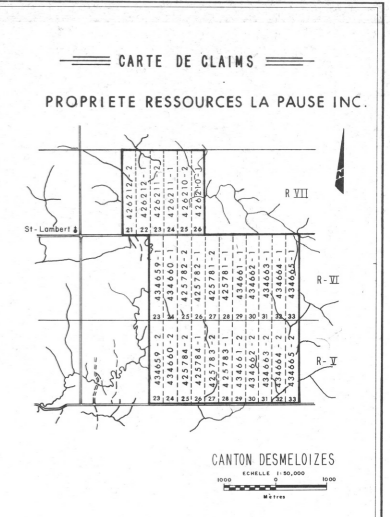 CARTE DE CLAIMS
PROPRIETE RESSOURCES LA PAUSE INC.
R VII
426212-2
426212-1
426211-2
426211-1
426210-2
426210-1
21 22 23 24 25 26
St-Lambert
R-VI
434659-1
434660-1
425782-2
425782-1
425781-2
425781-1
434661-1
434662-1
434663-1
434664-1
434665-1
23 24 25 26 27 28 29 30 31 32 33
R-V
434659-2
434660-2
425784-2
425784-1
425783-2
425783-1
434661-2
434662-2
434663-2
434664-2
434665-2
23 24 25 26 27 28 29 30 31 32 33
CANTON DESMELOIZES
ECHELLE 1:50,000
1000 0 1000
Mètres